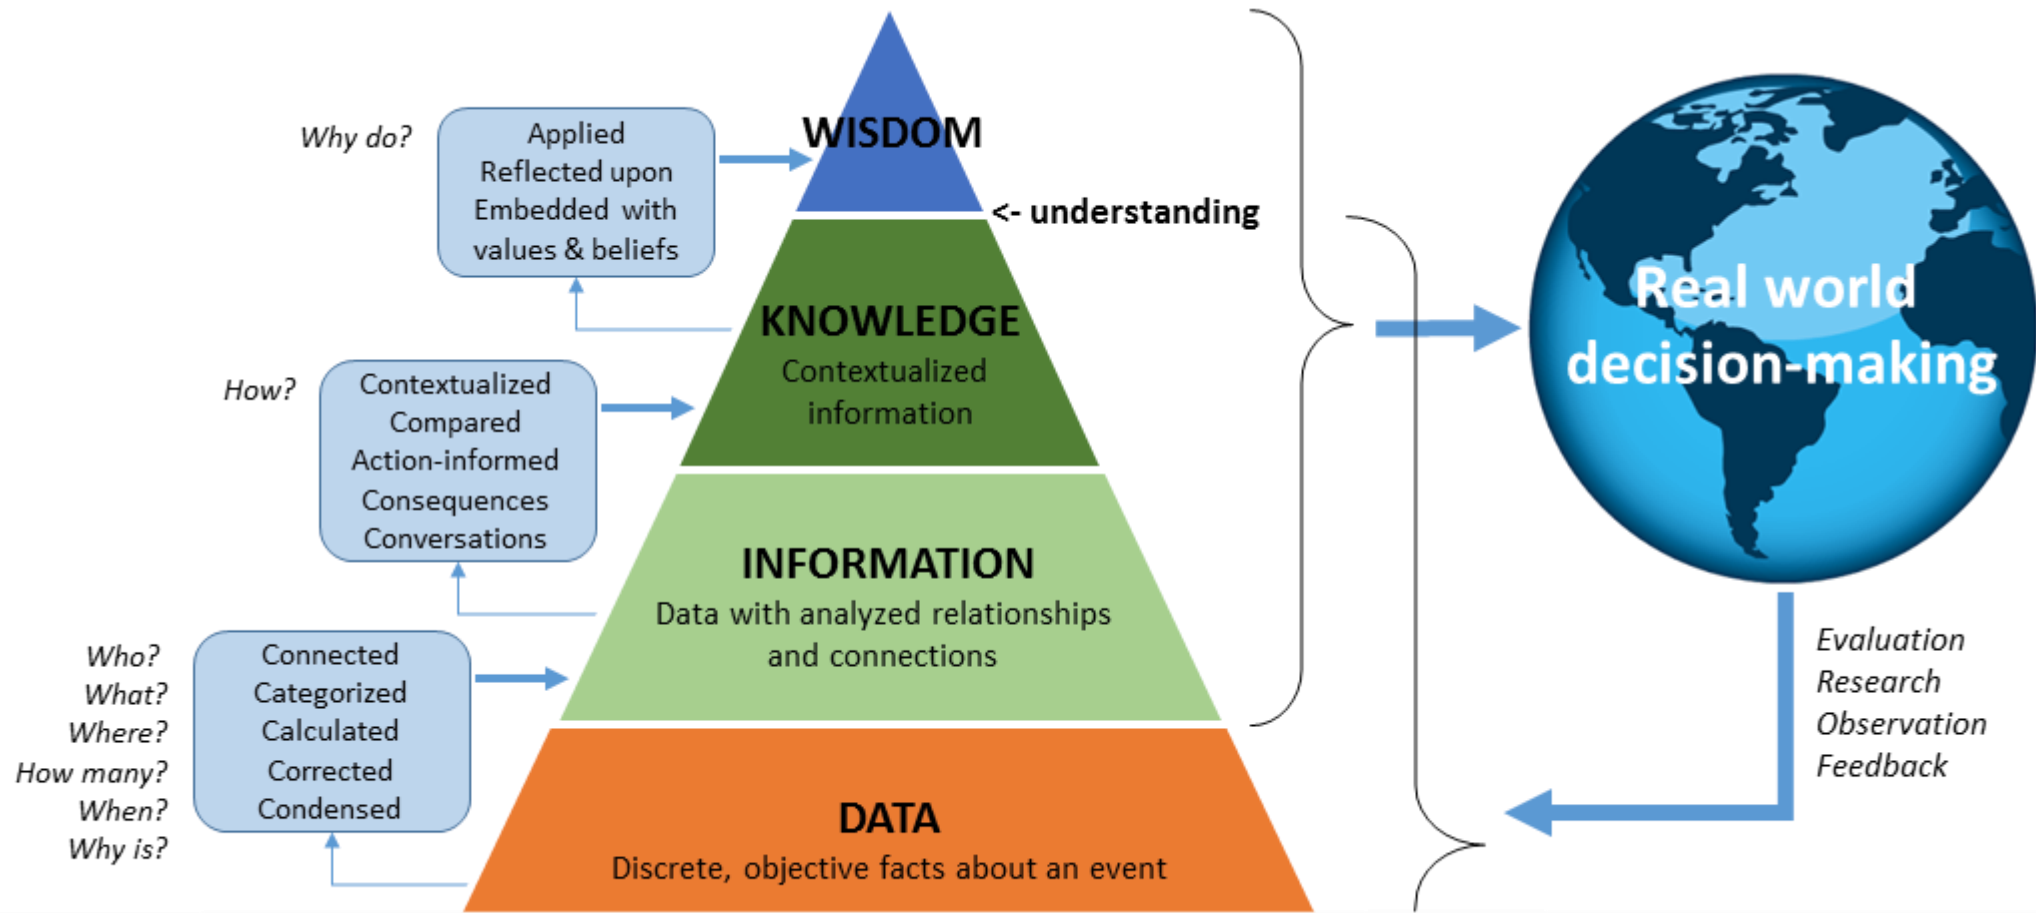 WISDOM
<- understanding
Why do?
Applied
Reflected upon
Embedded with
values & beliefs
KNOWLEDGE
Contextualized
information
How?
Contextualized
Compared
Action-informed
Consequences
Conversations
INFORMATION
Data with analyzed relationships
and connections
Who?
What?
Where?
How many?
When?
Why is?
Connected
Categorized
Calculated
Corrected
Condensed
DATA
Discrete, objective facts about an event
Real world
decision-making
Evaluation
Research
Observation
Feedback